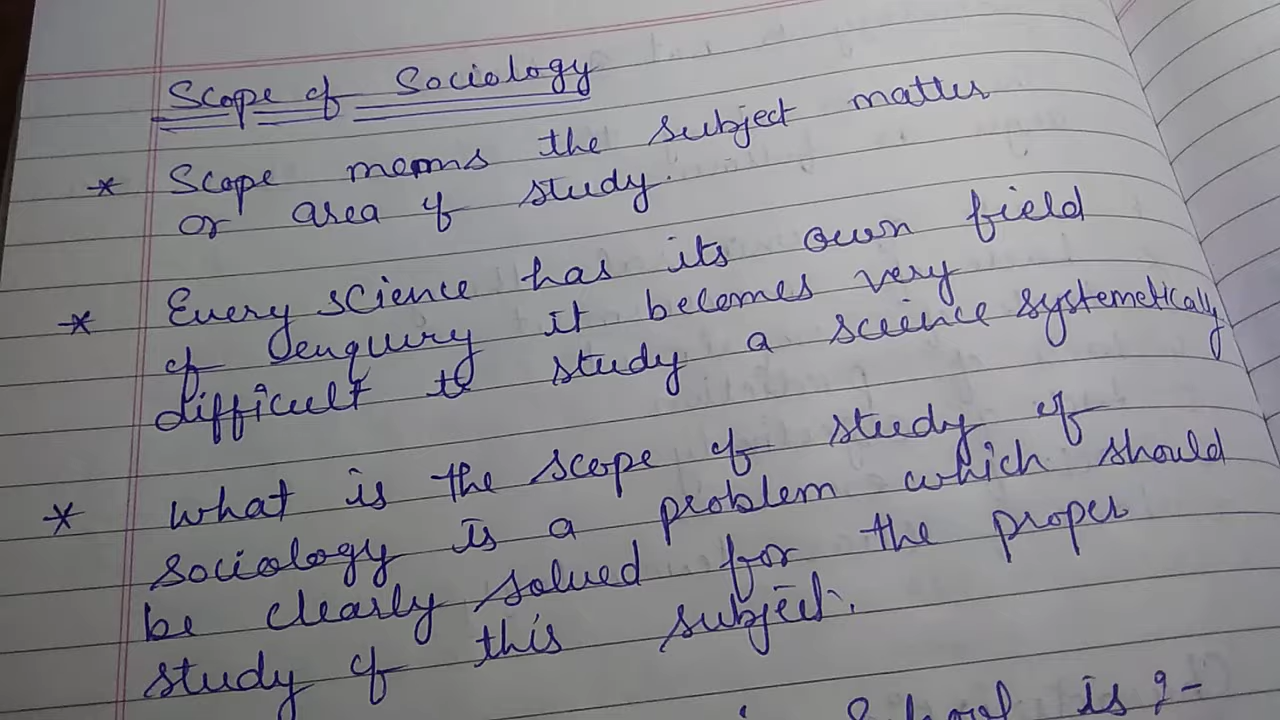 Scope of Sociology
* Scope means the subject matter
or area of study.
* Every science has its own field
of enquiry it becomes very
difficult to study a science systemetically
* What is the scope of study of
sociology is a problem which should
be clearly solved for the proper
study of this subject.
is :-